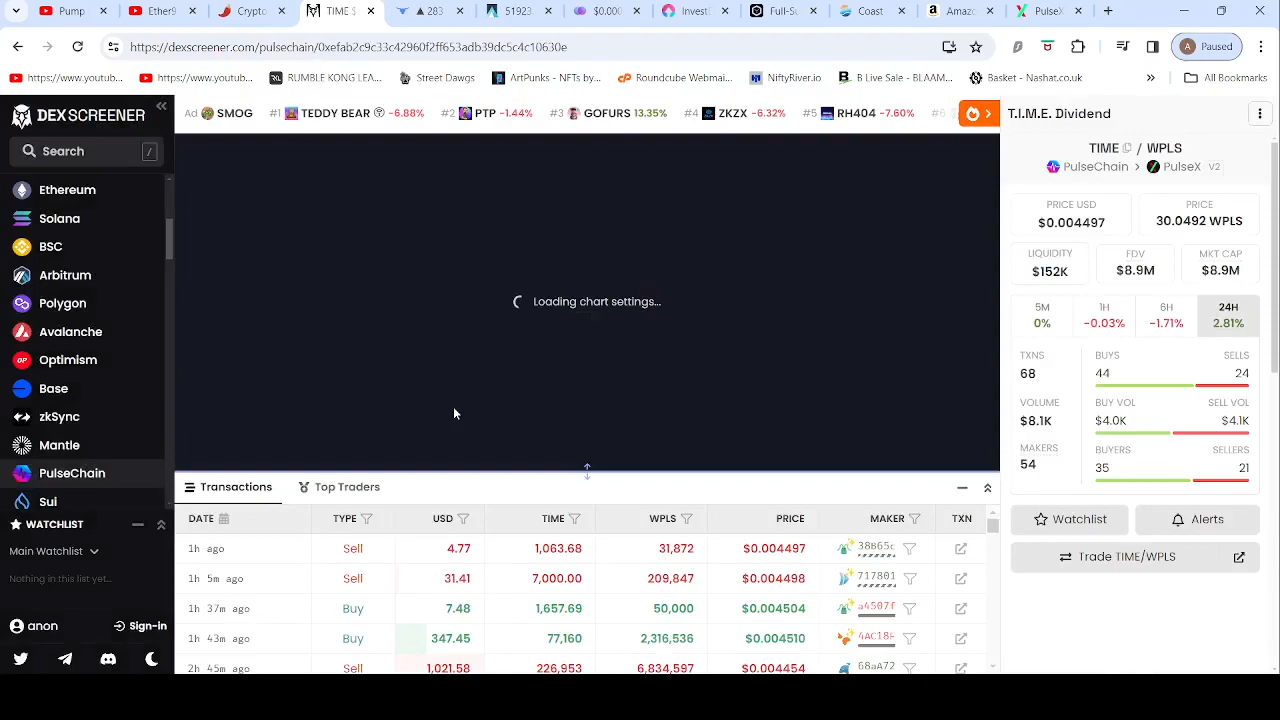 Pump
Ether9
Crypto
TIME $
283
51923.
$0.000
Invest
Full-Su
Coast
Amazo
PulseX
https://dexscreener.com/pulsechain/0xefab2c9c33c42960f2ff653adb39dc5c4c10630e
A Paused
https://www.youtub...
https://www.youtub...
RUMBLE KONG LEA...
Street Dawgs
ArtPunks - NFTs by...
Roundcube Webmai...
NiftyRiver.io
B Live Sale - BLAAM...
Basket - Nashat.co.uk
» All Bookmarks
DEX SCREENER
Search /
Ethereum
Solana
BSC
Arbitrum
Polygon
Avalanche
Optimism
Base
zkSync
Mantle
PulseChain
Sui
WATCHLIST
Main Watchlist
Nothing in this list yet...
anon Sign-in
Ad SMOG #1 TEDDY BEAR -6.88% #2 PTP -1.44% #3 GOFURS 13.35% #4 ZKZX -6.32% #5 RH404 -7.60% #6
Loading chart settings...
Transactions Top Traders
DATE TYPE USD TIME WPLS PRICE MAKER TXN
1h ago Sell 4.77 1,063.68 31,872 $0.004497 38B65c
1h 5m ago Sell 31.41 7,000.00 209,847 $0.004498 717801
1h 37m ago Buy 7.48 1,657.69 50,000 $0.004504 a4507f
1h 43m ago Buy 347.45 77,160 2,316,536 $0.004510 4AC18F
2h 45m ago Sell 1,021.58 226,953 6,834,597 $0.004454 68aA72
T.I.M.E. Dividend
TIME / WPLS
PulseChain > PulseX V2
PRICE USD
$0.004497
PRICE
30.0492 WPLS
LIQUIDITY
$152K
FDV
$8.9M
MKT CAP
$8.9M
5M
0%
1H
-0.03%
6H
-1.71%
24H
2.81%
TXNS
68
BUYS
44
SELLS
24
VOLUME
$8.1K
BUY VOL
$4.0K
SELL VOL
$4.1K
MAKERS
54
BUYERS
35
SELLERS
21
Watchlist
Alerts
Trade TIME/WPLS